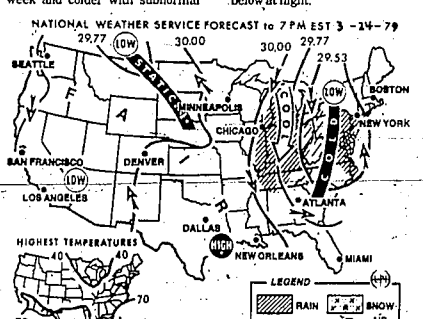 week and colder with subnormal
below at night.
NATIONAL WEATHER SERVICE FORECAST to 7 PM EST 3-24-79
29.77
LOW
30.00
30.00
29.77
29.53
SEATTLE
STATIONARY
LOW
BOSTON
F
A
I
R
MINNEAPOLIS
COLD
NEW YORK
CHICAGO
COLD
SAN FRANCISCO
DENVER
LOW
LOS ANGELES
ATLANTA
DALLAS
HIGH
NEW ORLEANS
MIAMI
HIGHEST TEMPERATURES
40
40
70
LEGEND
RAIN
SNOW
AIR